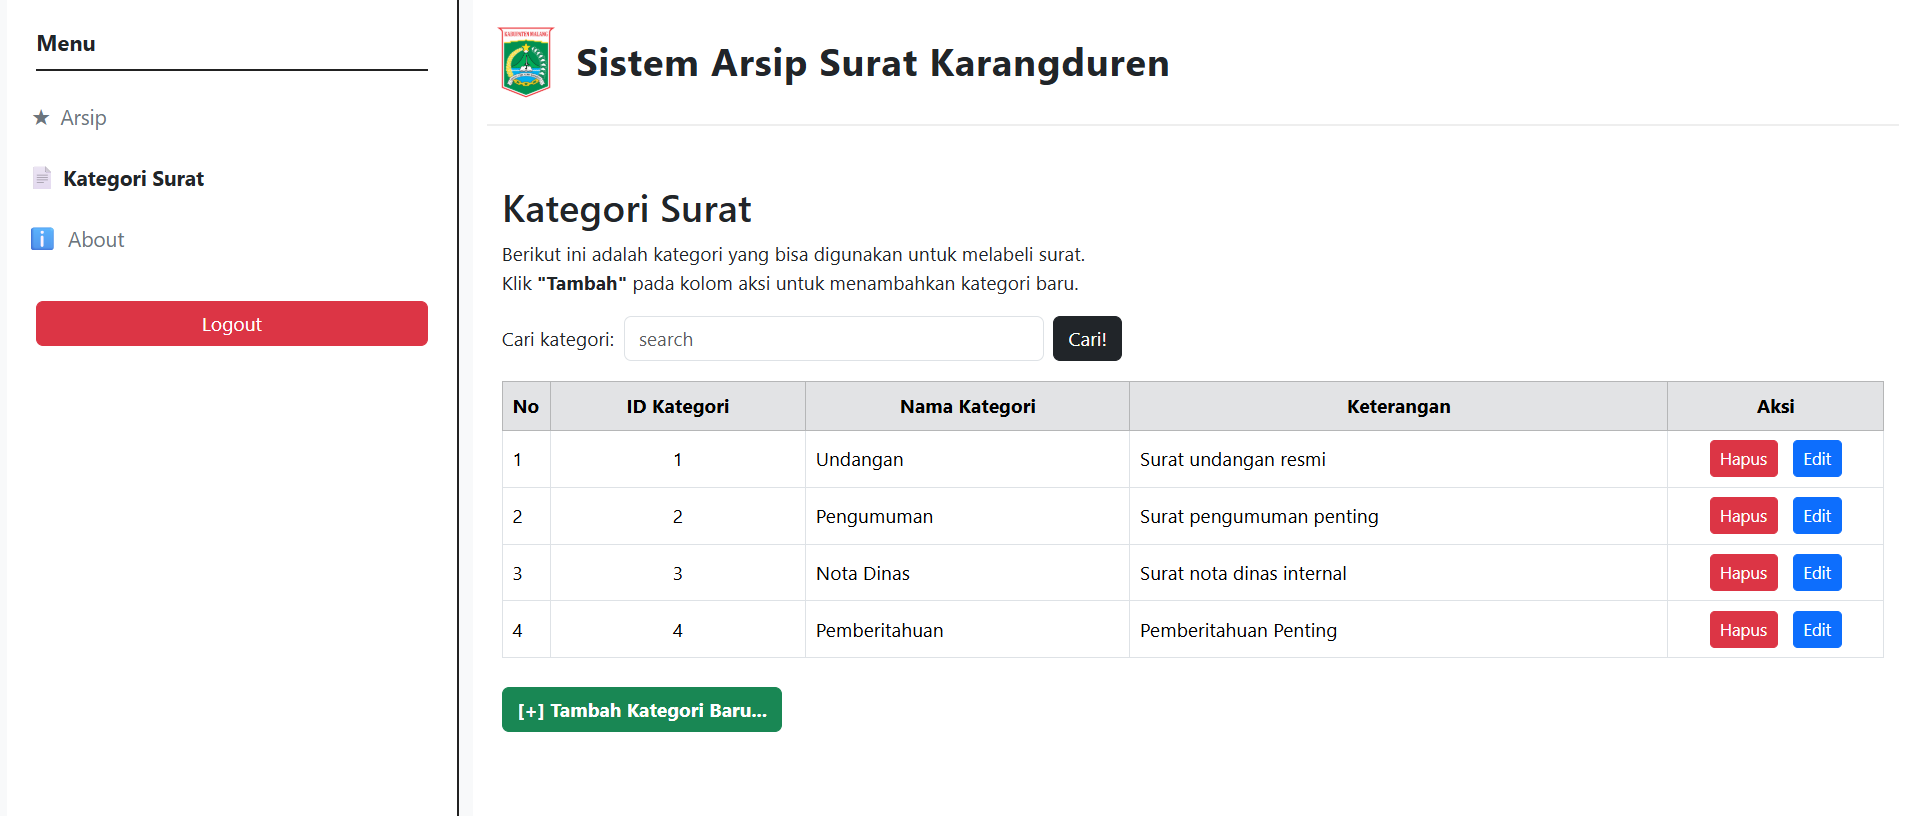 Menu
★ Arsip
Kategori Surat
i About
Logout
KABUPATEN MALANG
Sistem Arsip Surat Karangduren
Kategori Surat
Berikut ini adalah kategori yang bisa digunakan untuk melabeli surat.
Klik "Tambah" pada kolom aksi untuk menambahkan kategori baru.
Cari kategori: search Cari!
No ID Kategori Nama Kategori Keterangan Aksi
1 1 Undangan Surat undangan resmi Hapus Edit
2 2 Pengumuman Surat pengumuman penting Hapus Edit
3 3 Nota Dinas Surat nota dinas internal Hapus Edit
4 4 Pemberitahuan Pemberitahuan Penting Hapus Edit
[+] Tambah Kategori Baru...